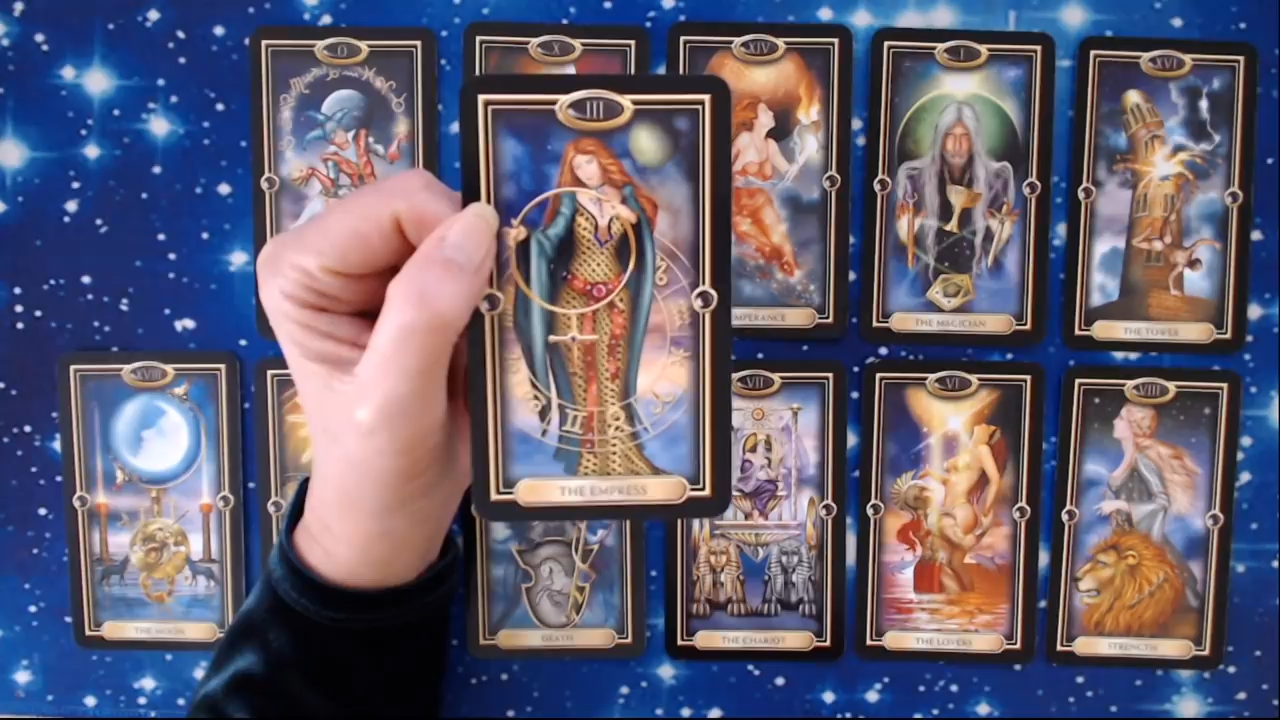 0
X
XIV
I
XVI
III
TEMPERANCE
THE MAGICIAN
THE TOWER
XVIII
VII
VI
VIII
THE EMPRESS
THE MOON
DEATH
THE CHARIOT
THE LOVERS
STRENGTH